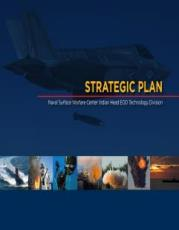 STRATEGIC PLAN
Naval Surface Warfare Center Indian Head EOD Technology Division